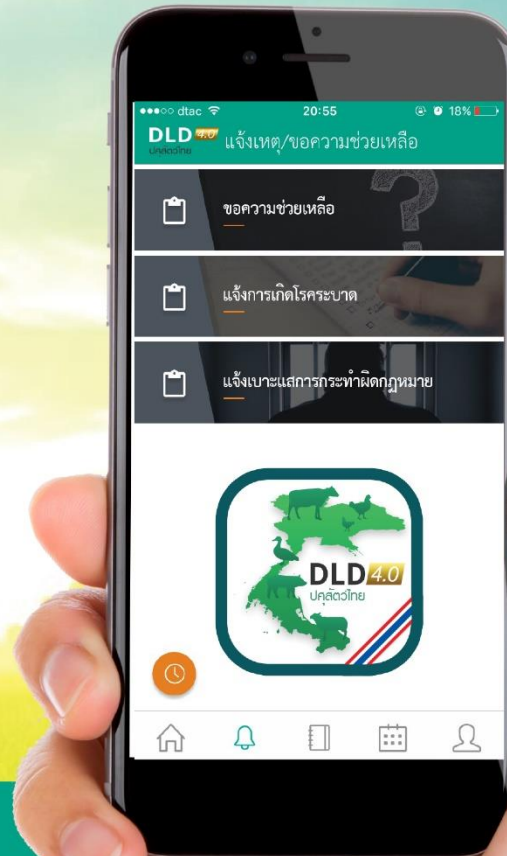 dtac 20:55 18%
DLD 4.0 แจ้งเหตุ/ขอความช่วยเหลือ
ปศุสัตว์ไทย
ขอความช่วยเหลือ
แจ้งการเกิดโรคระบาด
แจ้งเบาะแสการกระทำผิดกฎหมาย
DLD 4.0
ปศุสัตว์ไทย